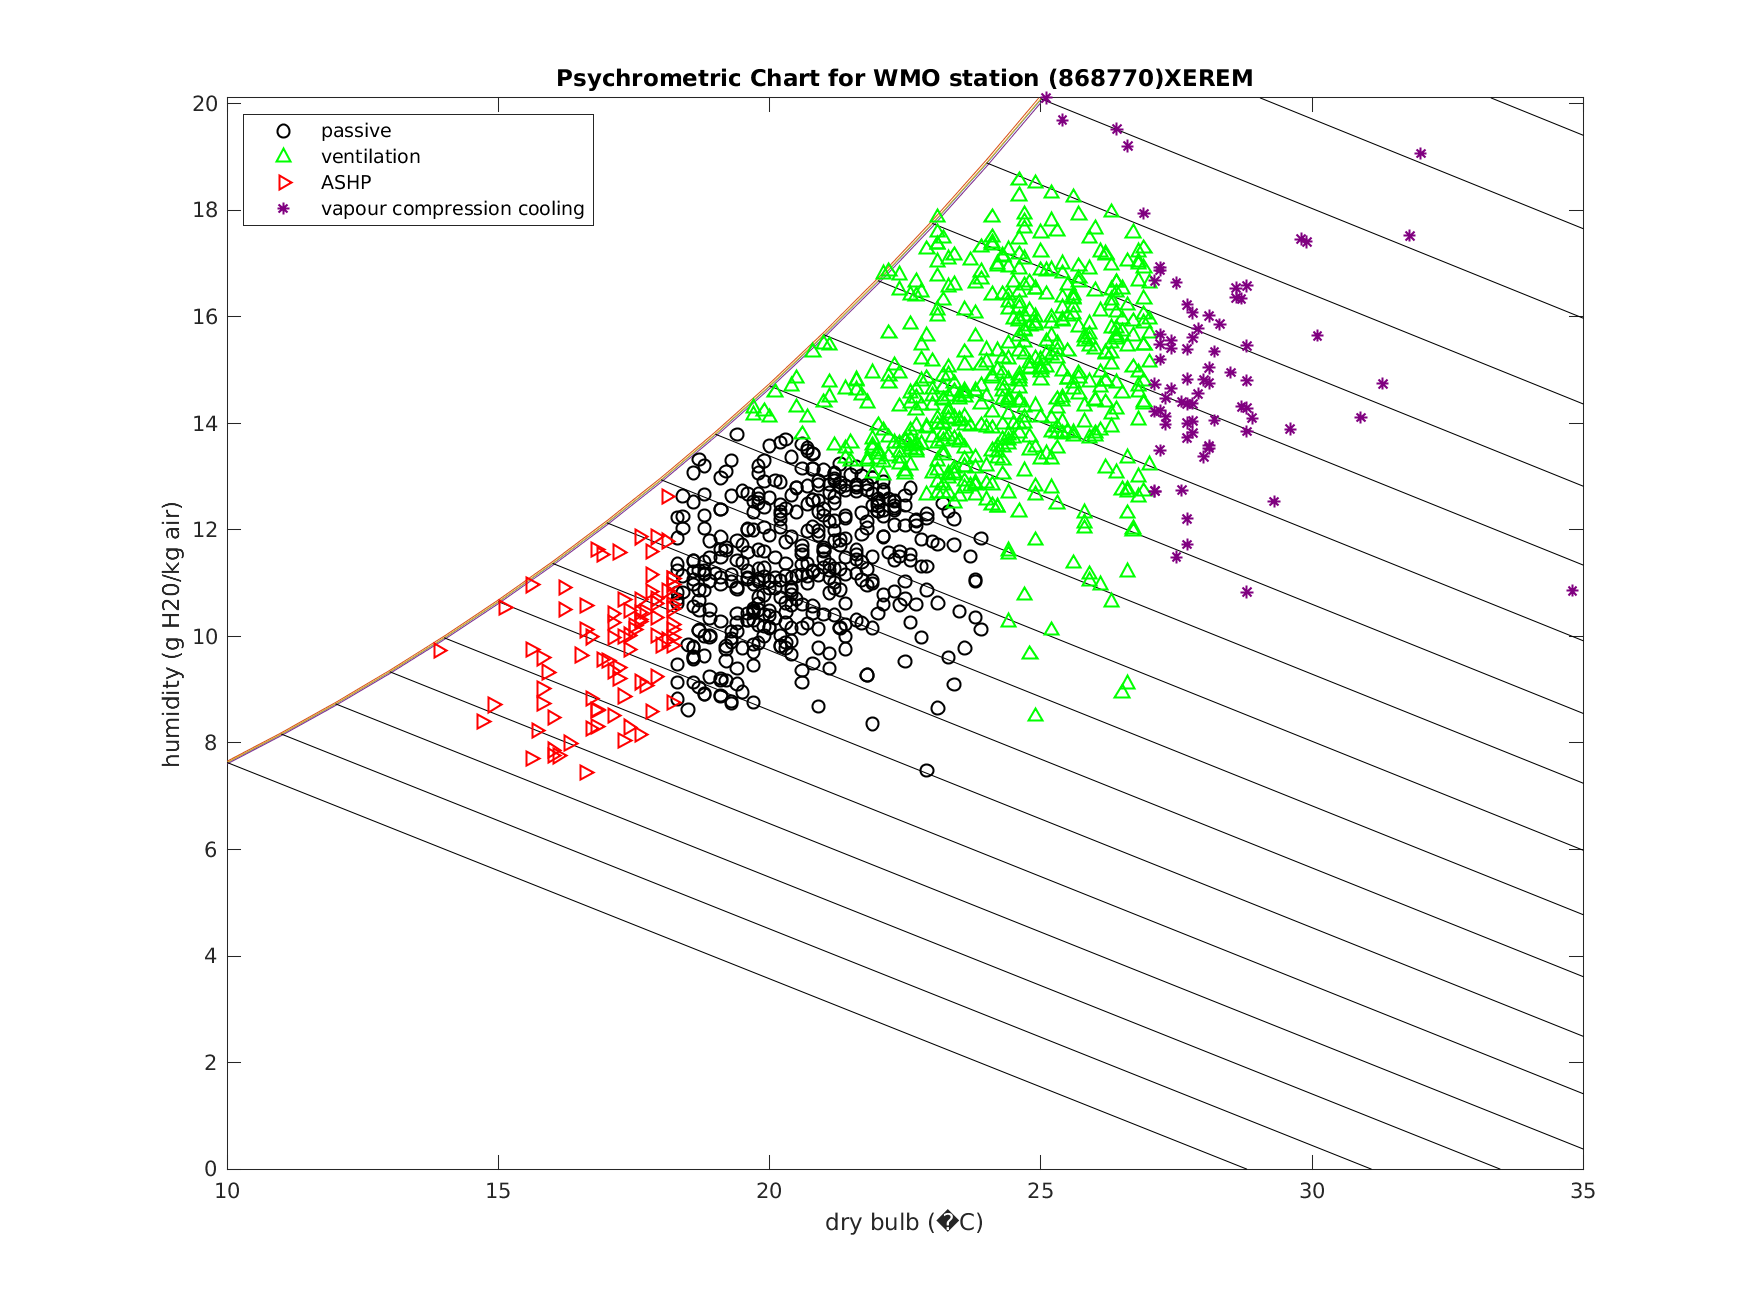 Psychrometric Chart for WMO station (868770)XEREM
passive
ventilation
ASHP
vapour compression cooling
humidity (g H20/kg air)
20
18
16
14
12
10
8
6
4
2
0
10 15 20 25 30 35
dry bulb (�C)